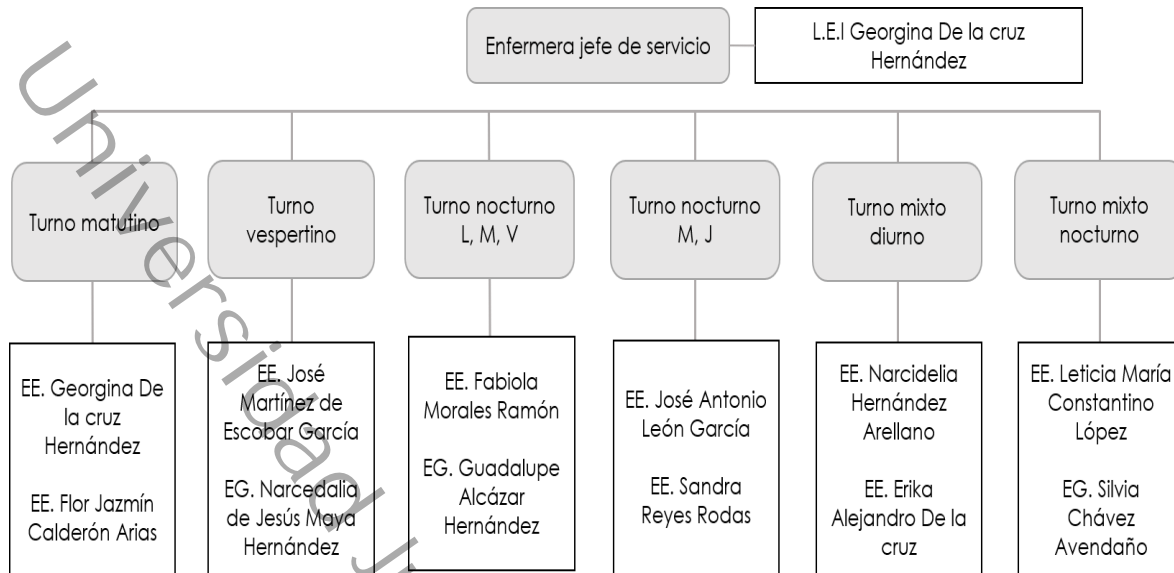 Enfermera jefe de servicio
L.E.I Georgina De la cruz
Hernández
Turno matutino
Turno
vespertino
Turno nocturno
L, M, V
Turno nocturno
M, J
Turno mixto
diurno
Turno mixto
nocturno
EE. Georgina De
la cruz
Hernández
EE. Flor Jazmín
Calderón Arias
EE. José
Martínez de
Escobar García
EG. Narcedalia
de Jesús Maya
Hernández
EE. Fabiola
Morales Ramón
EG. Guadalupe
Alcázar
Hernández
EE. José Antonio
León García
EE. Sandra
Reyes Rodas
EE. Narcidelia
Hernández
Arellano
EE. Erika
Alejandro De la
cruz
EE. Leticia María
Constantino
López
EG. Silvia
Chávez
Avendaño
Universidad